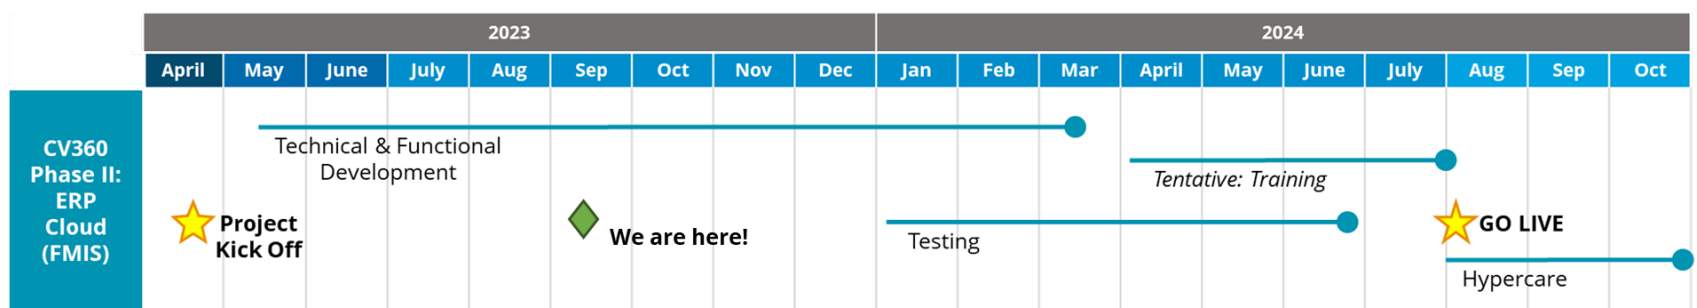 2023
2024
April May June July Aug Sep Oct Nov Dec Jan Feb Mar April May June July Aug Sep Oct
CV360
Phase II:
ERP
Cloud
(FMIS)
Technical & Functional
Development
Tentative: Training
Project
Kick Off
We are here!
Testing
GO LIVE
Hypercare